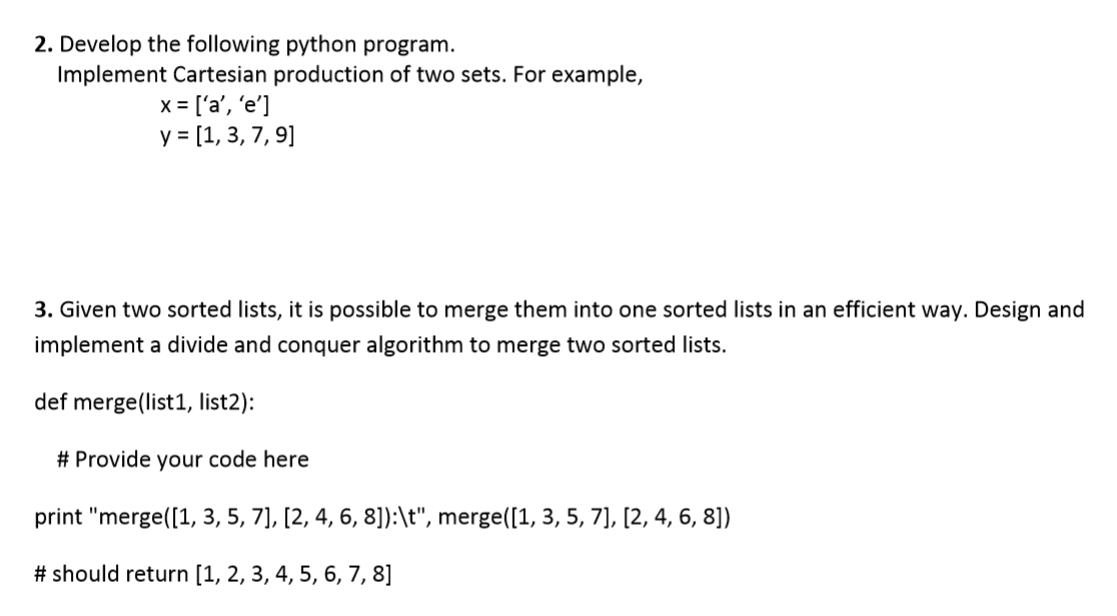 2. Develop the following python program.
Implement Cartesian production of two sets. For example,
x = [‘a’, ‘e’]
y = [1, 3, 7, 9]
3. Given two sorted lists, it is possible to merge them into one sorted lists in an efficient way. Design and
implement a divide and conquer algorithm to merge two sorted lists.
def merge(list1, list2):
# Provide your code here
print "merge([1, 3, 5, 7], [2, 4, 6, 8]):\t", merge([1, 3, 5, 7], [2, 4, 6, 8])
# should return [1, 2, 3, 4, 5, 6, 7, 8]